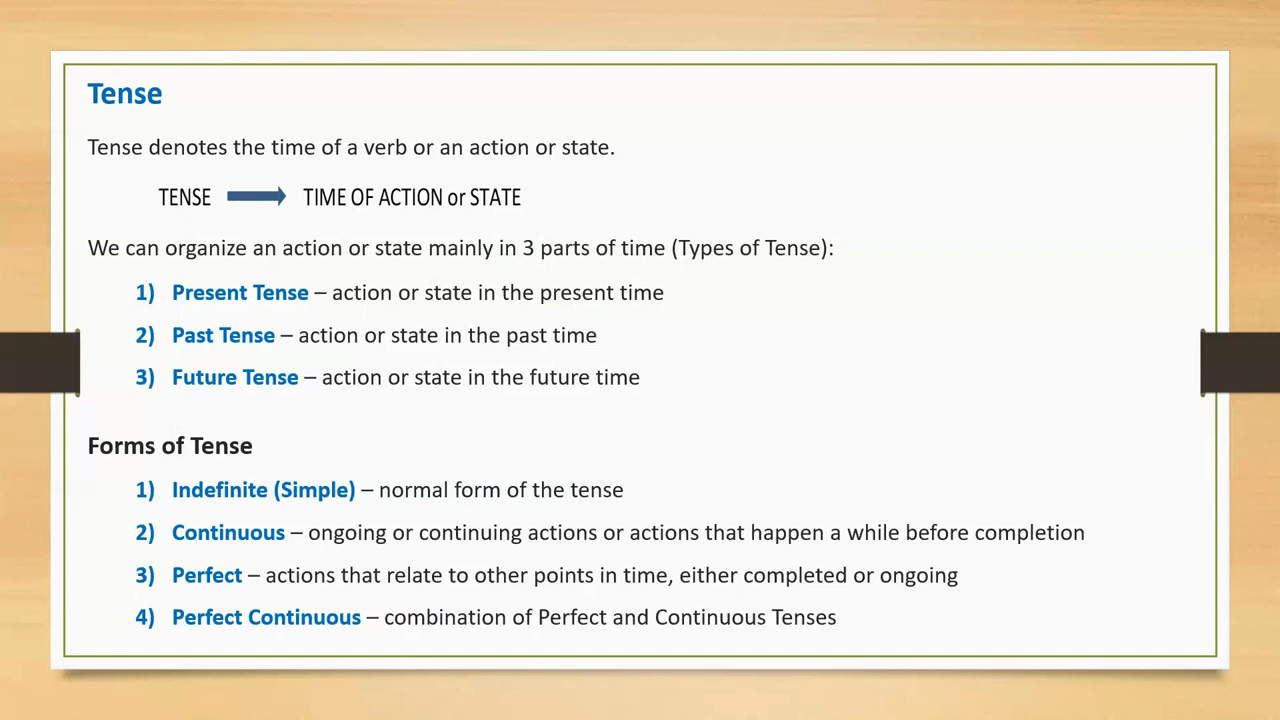 Tense
Tense denotes the time of a verb or an action or state.
TENSE TIME OF ACTION or STATE
We can organize an action or state mainly in 3 parts of time (Types of Tense):
1) Present Tense – action or state in the present time
2) Past Tense – action or state in the past time
3) Future Tense – action or state in the future time
Forms of Tense
1) Indefinite (Simple) – normal form of the tense
2) Continuous – ongoing or continuing actions or actions that happen a while before completion
3) Perfect – actions that relate to other points in time, either completed or ongoing
4) Perfect Continuous – combination of Perfect and Continuous Tenses